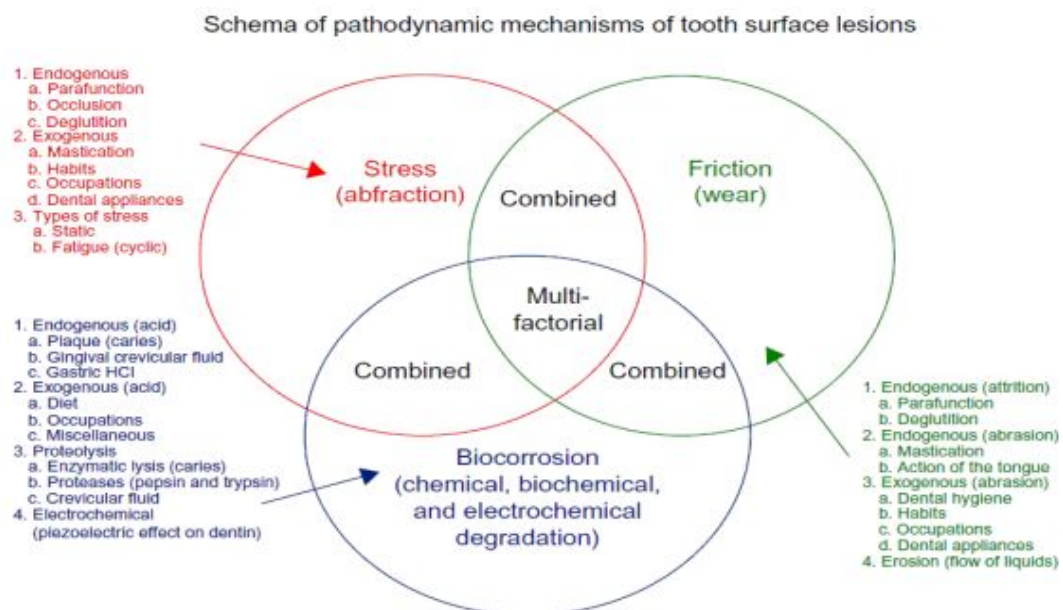 Schema of pathodynamic mechanisms of tooth surface lesions
1. Endogenous
a. Parafunction
b. Occlusion
c. Deglutition
2. Exogenous
a. Mastication
b. Habits
c. Occupations
d. Dental appliances
3. Types of stress
a. Static
b. Fatigue (cyclic)
Stress
(abfraction)
Combined
Friction
(wear)
Multi-
factorial
Combined
Combined
1. Endogenous (acid)
a. Plaque (caries)
b. Gingival crevicular fluid
c. Gastric HCl
2. Exogenous (acid)
a. Diet
b. Occupations
c. Miscellaneous
3. Proteolysis
a. Enzymatic lysis (caries)
b. Proteases (pepsin and trypsin)
c. Crevicular fluid
4. Electrochemical
(piezoelectric effect on dentin)
Biocorrosion
(chemical, biochemical,
and electrochemical
degradation)
1. Endogenous (attrition)
a. Parafunction
b. Deglutition
2. Endogenous (abrasion)
a. Mastication
b. Action of the tongue
3. Exogenous (abrasion)
a. Dental hygiene
b. Habits
c. Occupations
d. Dental appliances
4. Erosion (flow of liquids)